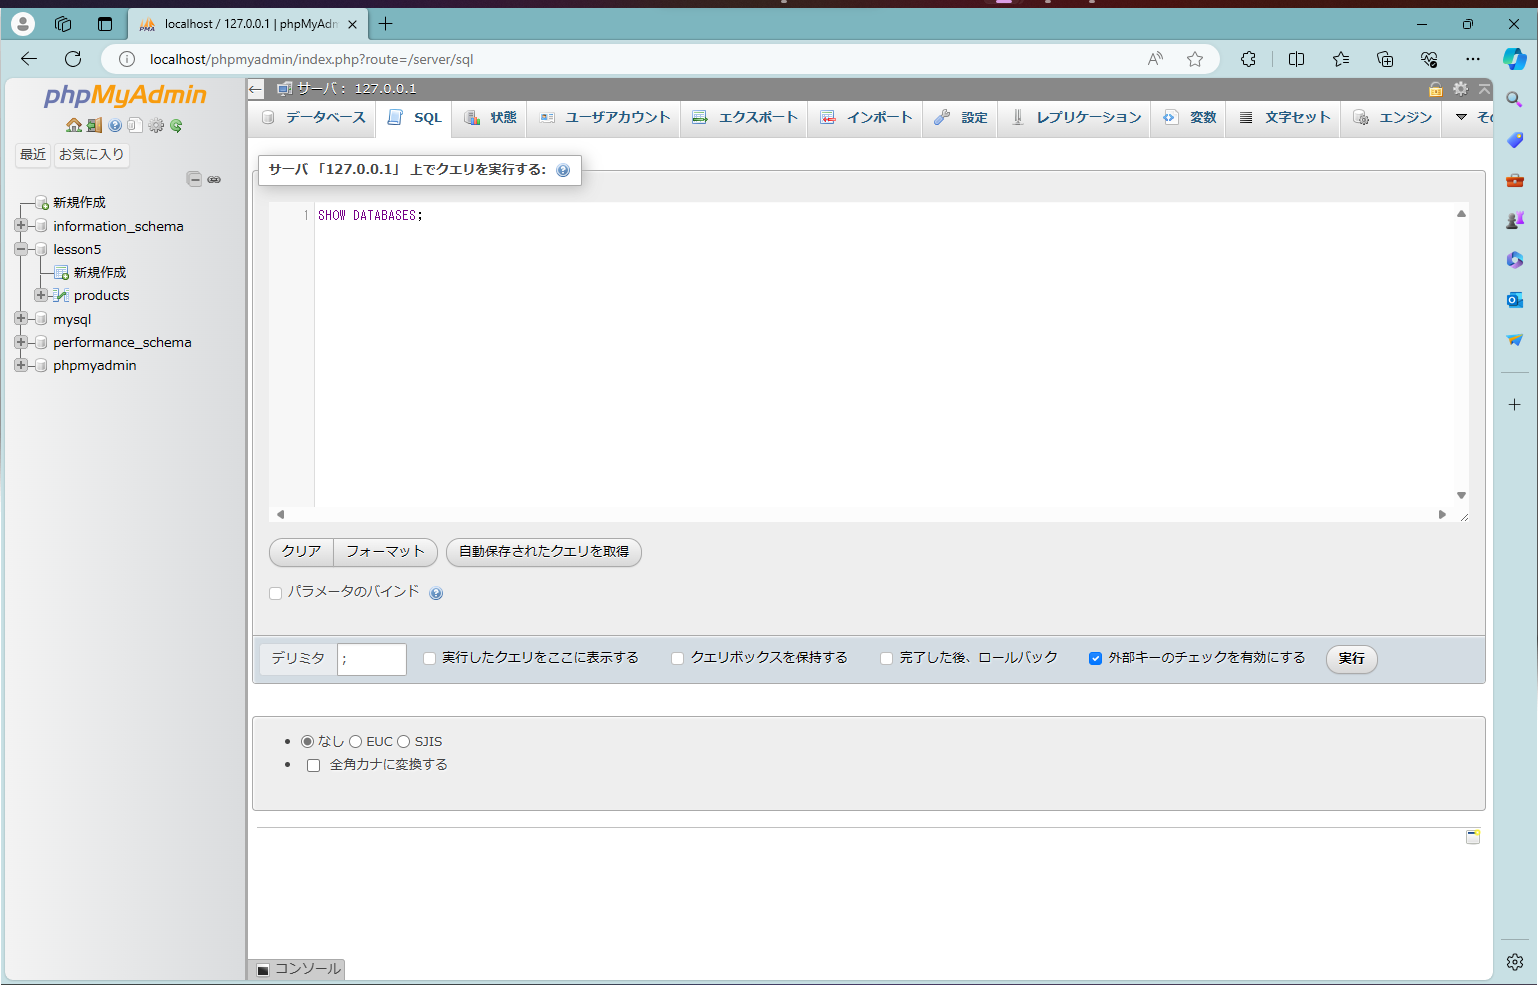 localhost / 127.0.0.1 | phpMyAdm
localhost/phpmyadmin/index.php?route=/server/sql
phpMyAdmin
最近 お気に入り
新規作成
information_schema
lesson5
新規作成
products
mysql
performance_schema
phpmyadmin
サーバ: 127.0.0.1
データベース SQL 状態 ユーザアカウント エクスポート インポート 設定 レプリケーション 変数 文字セット エンジン そ
サーバ 「127.0.0.1」 上でクエリを実行する:
1 SHOW DATABASES;
クリア フォーマット 自動保存されたクエリを取得
パラメータのバインド
デリミタ ; 実行したクエリをここに表示する クエリボックスを保持する 完了した後、ロールバック 外部キーのチェックを有効にする 実行
なし EUC SJIS
全角カナに変換する
コンソール